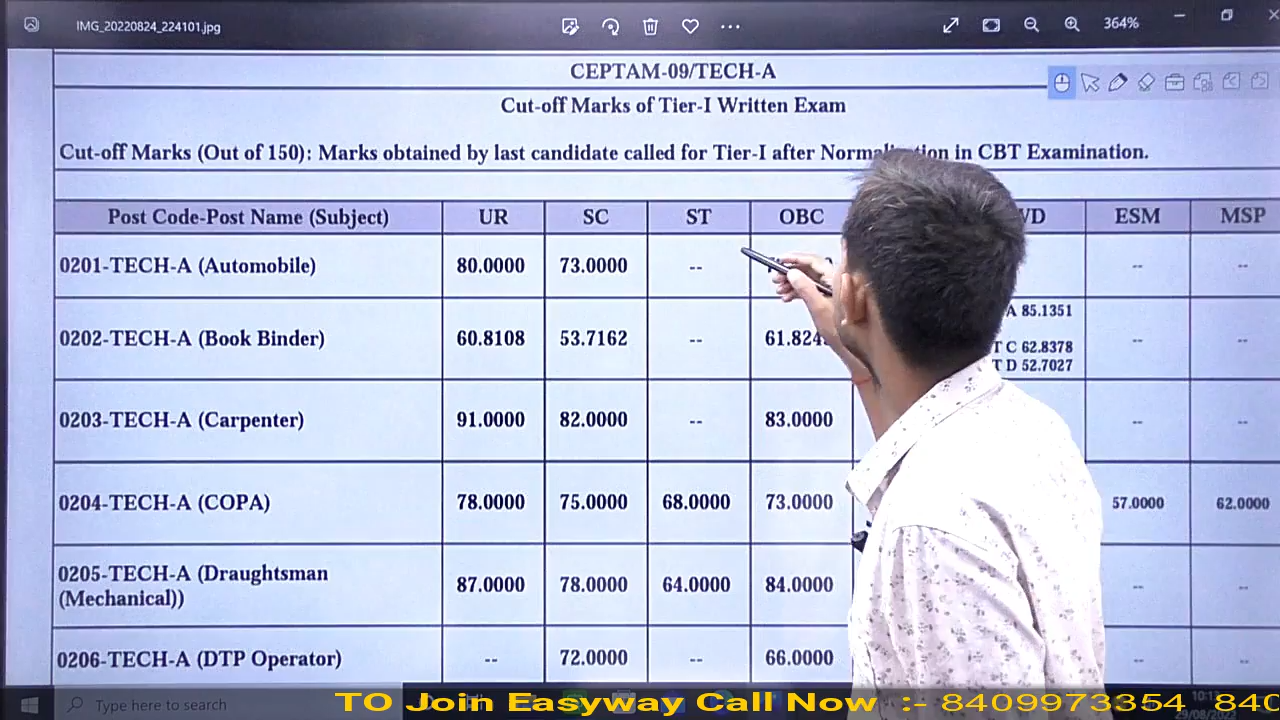 IMG_20220824_224101.jpg
364%
CEPTAM-09/TECH-A
Cut-off Marks of Tier-I Written Exam
Cut-off Marks (Out of 150): Marks obtained by last candidate called for Tier-I after in CBT Examination.
Post Code-Post Name (Subject) UR SC ST OBC ESM MSP
0201-TECH-A (Automobile) 80.0000 73.0000 -- -- --
A 85.1351
0202-TECH-A (Book Binder) 60.8108 53.7162 -- -- --
T C 62.8378
T D 52.7027
0203-TECH-A (Carpenter) 91.0000 82.0000 -- 83.0000 -- --
0204-TECH-A (COPA) 78.0000 75.0000 68.0000 73.0000 57.0000 62.0000
0205-TECH-A (Draughtsman
(Mechanical)) 87.0000 78.0000 64.0000 84.0000 -- --
0206-TECH-A (DTP Operator) -- 72.0000 -- 66.0000 -- --
Type here to search
TO Join Easyway Call Now :- 8409973354 840